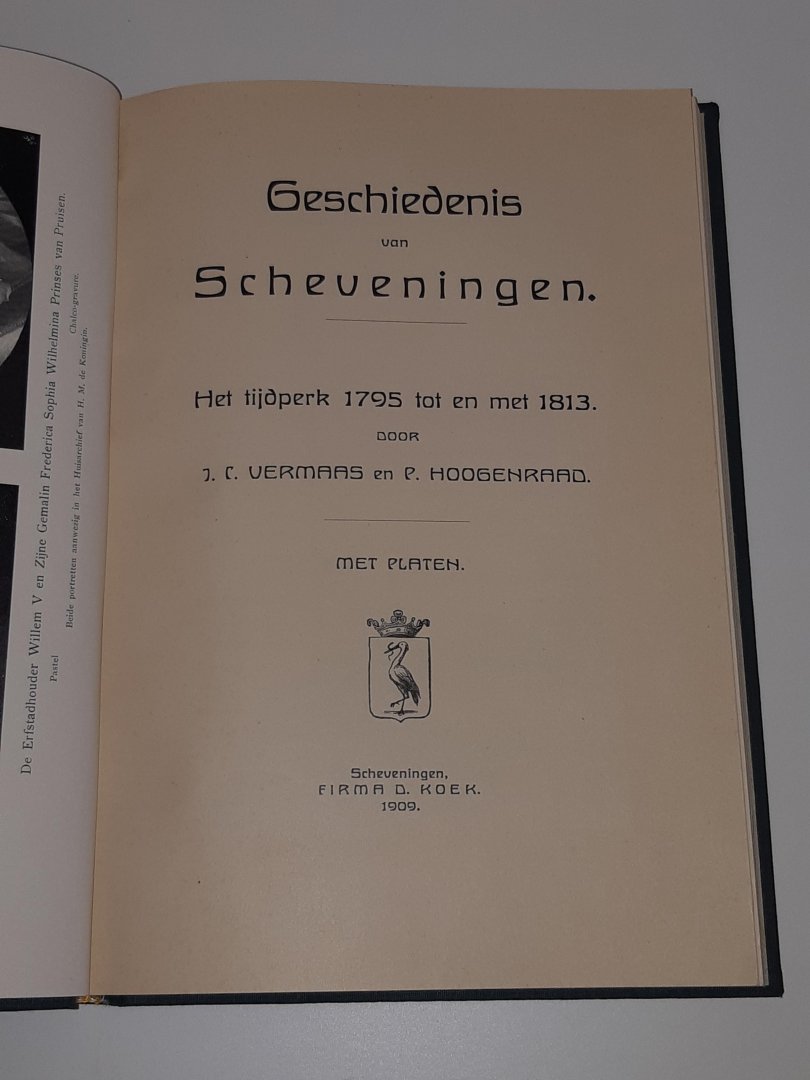 De Erfstadhouder Willem V en Zijne Gemalin Frederica Sophia Wilhelmina Prinses van Pruisen.
Pastel
Chalco-gravure.
Beide portretten aanwezig in het Huisarchief van H. M. de Koningin.
Geschiedenis
van
Scheveningen.
Het tijdperk 1795 tot en met 1813.
DOOR
J. C. VERMAAS en P. HOOGENRAAD.
MET PLATEN.
Scheveningen,
FIRMA D. KOEK.
1909.